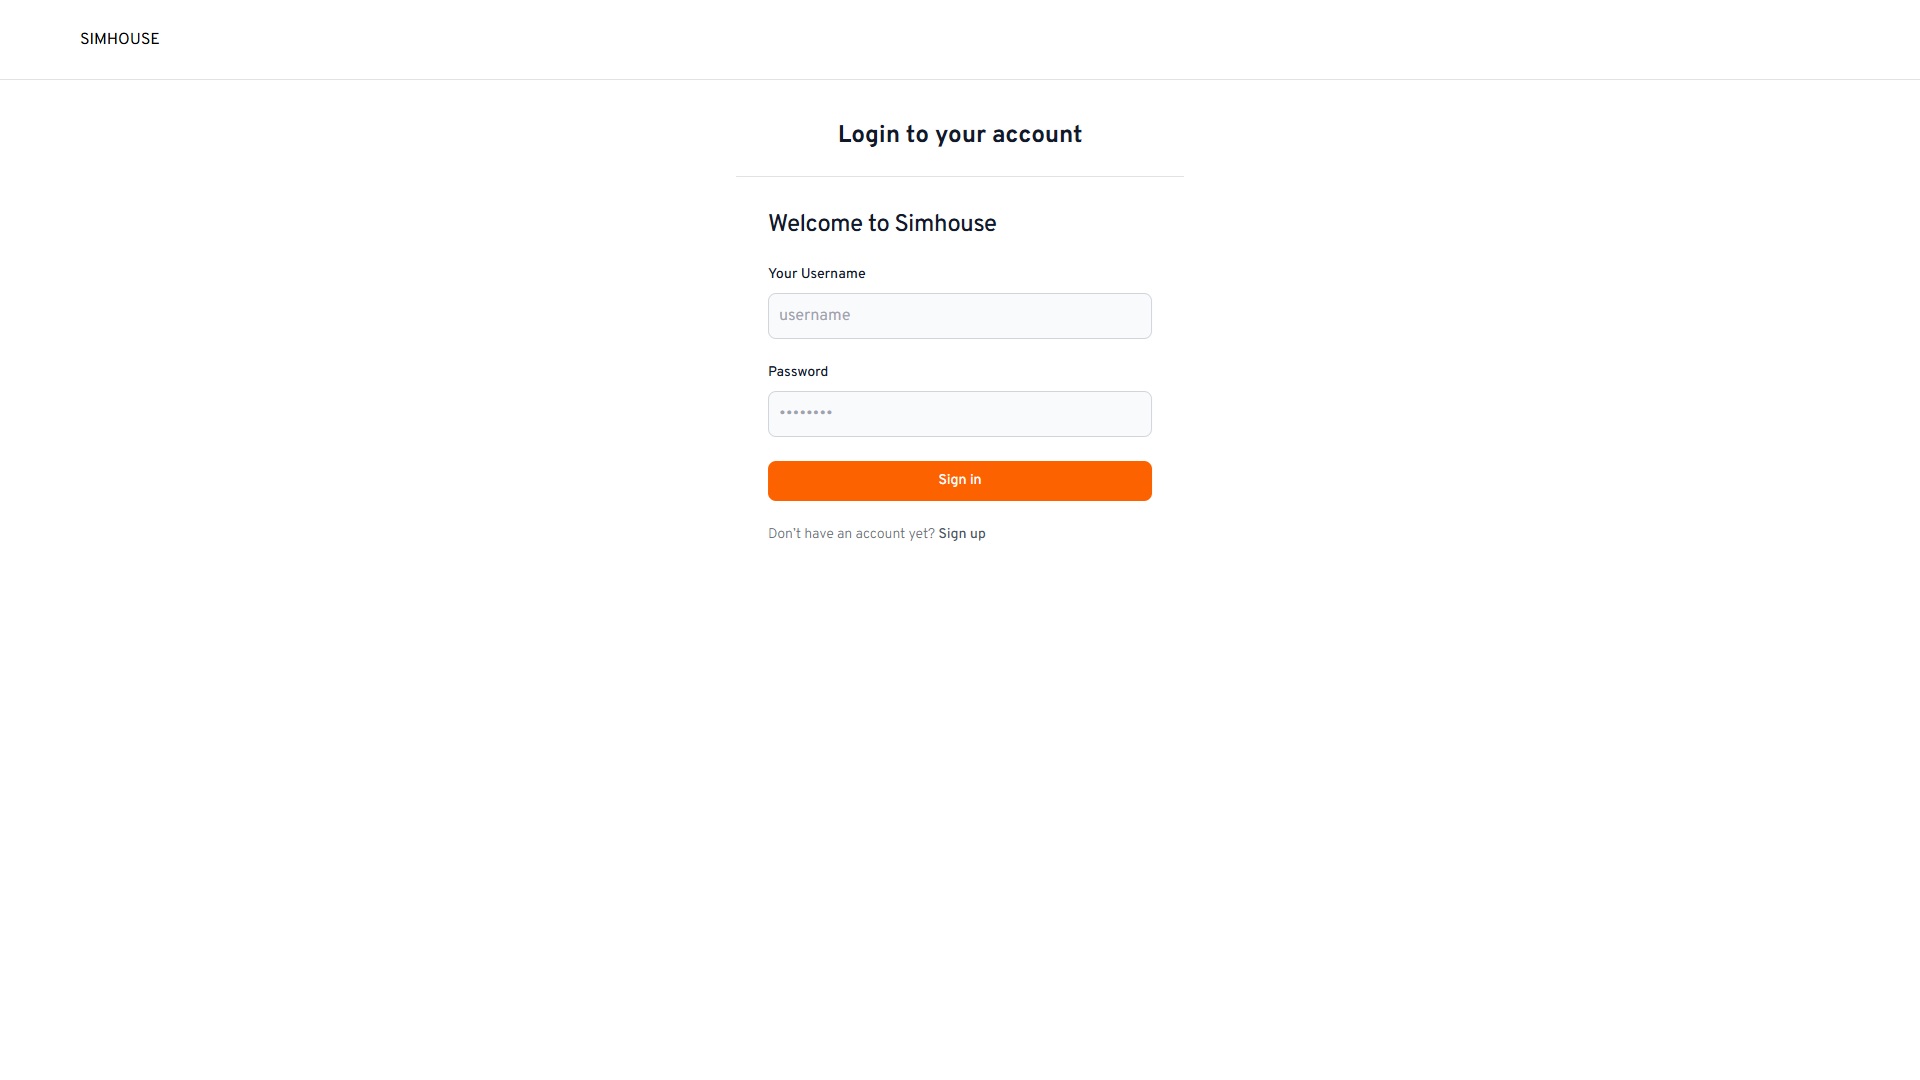 SIMHOUSE
Login to your account
Welcome to Simhouse
Your Username
username
Password
••••••••
Sign in
Don't have an account yet? Sign up